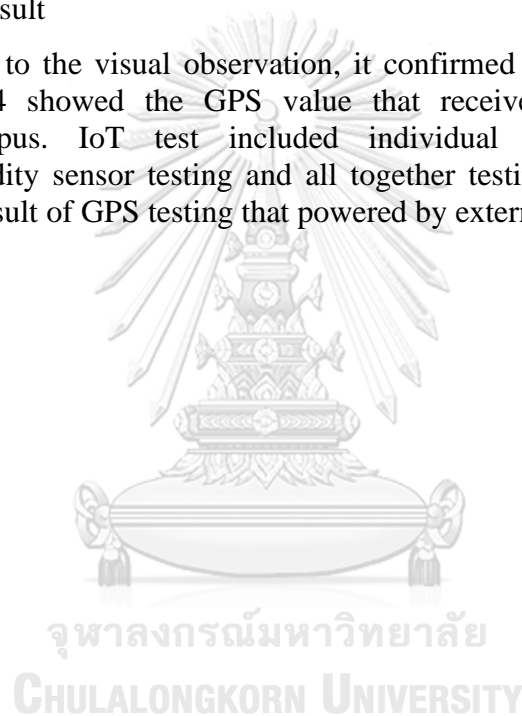 sult
to the visual observation, it confirmed
4 showed the GPS value that receive
pus. IoT test included individual
dity sensor testing and all together testi
sult of GPS testing that powered by extern
จุฬาลงกรณ์มหาวิทยาลัย
CHULALONGKORN UNIVERSITY